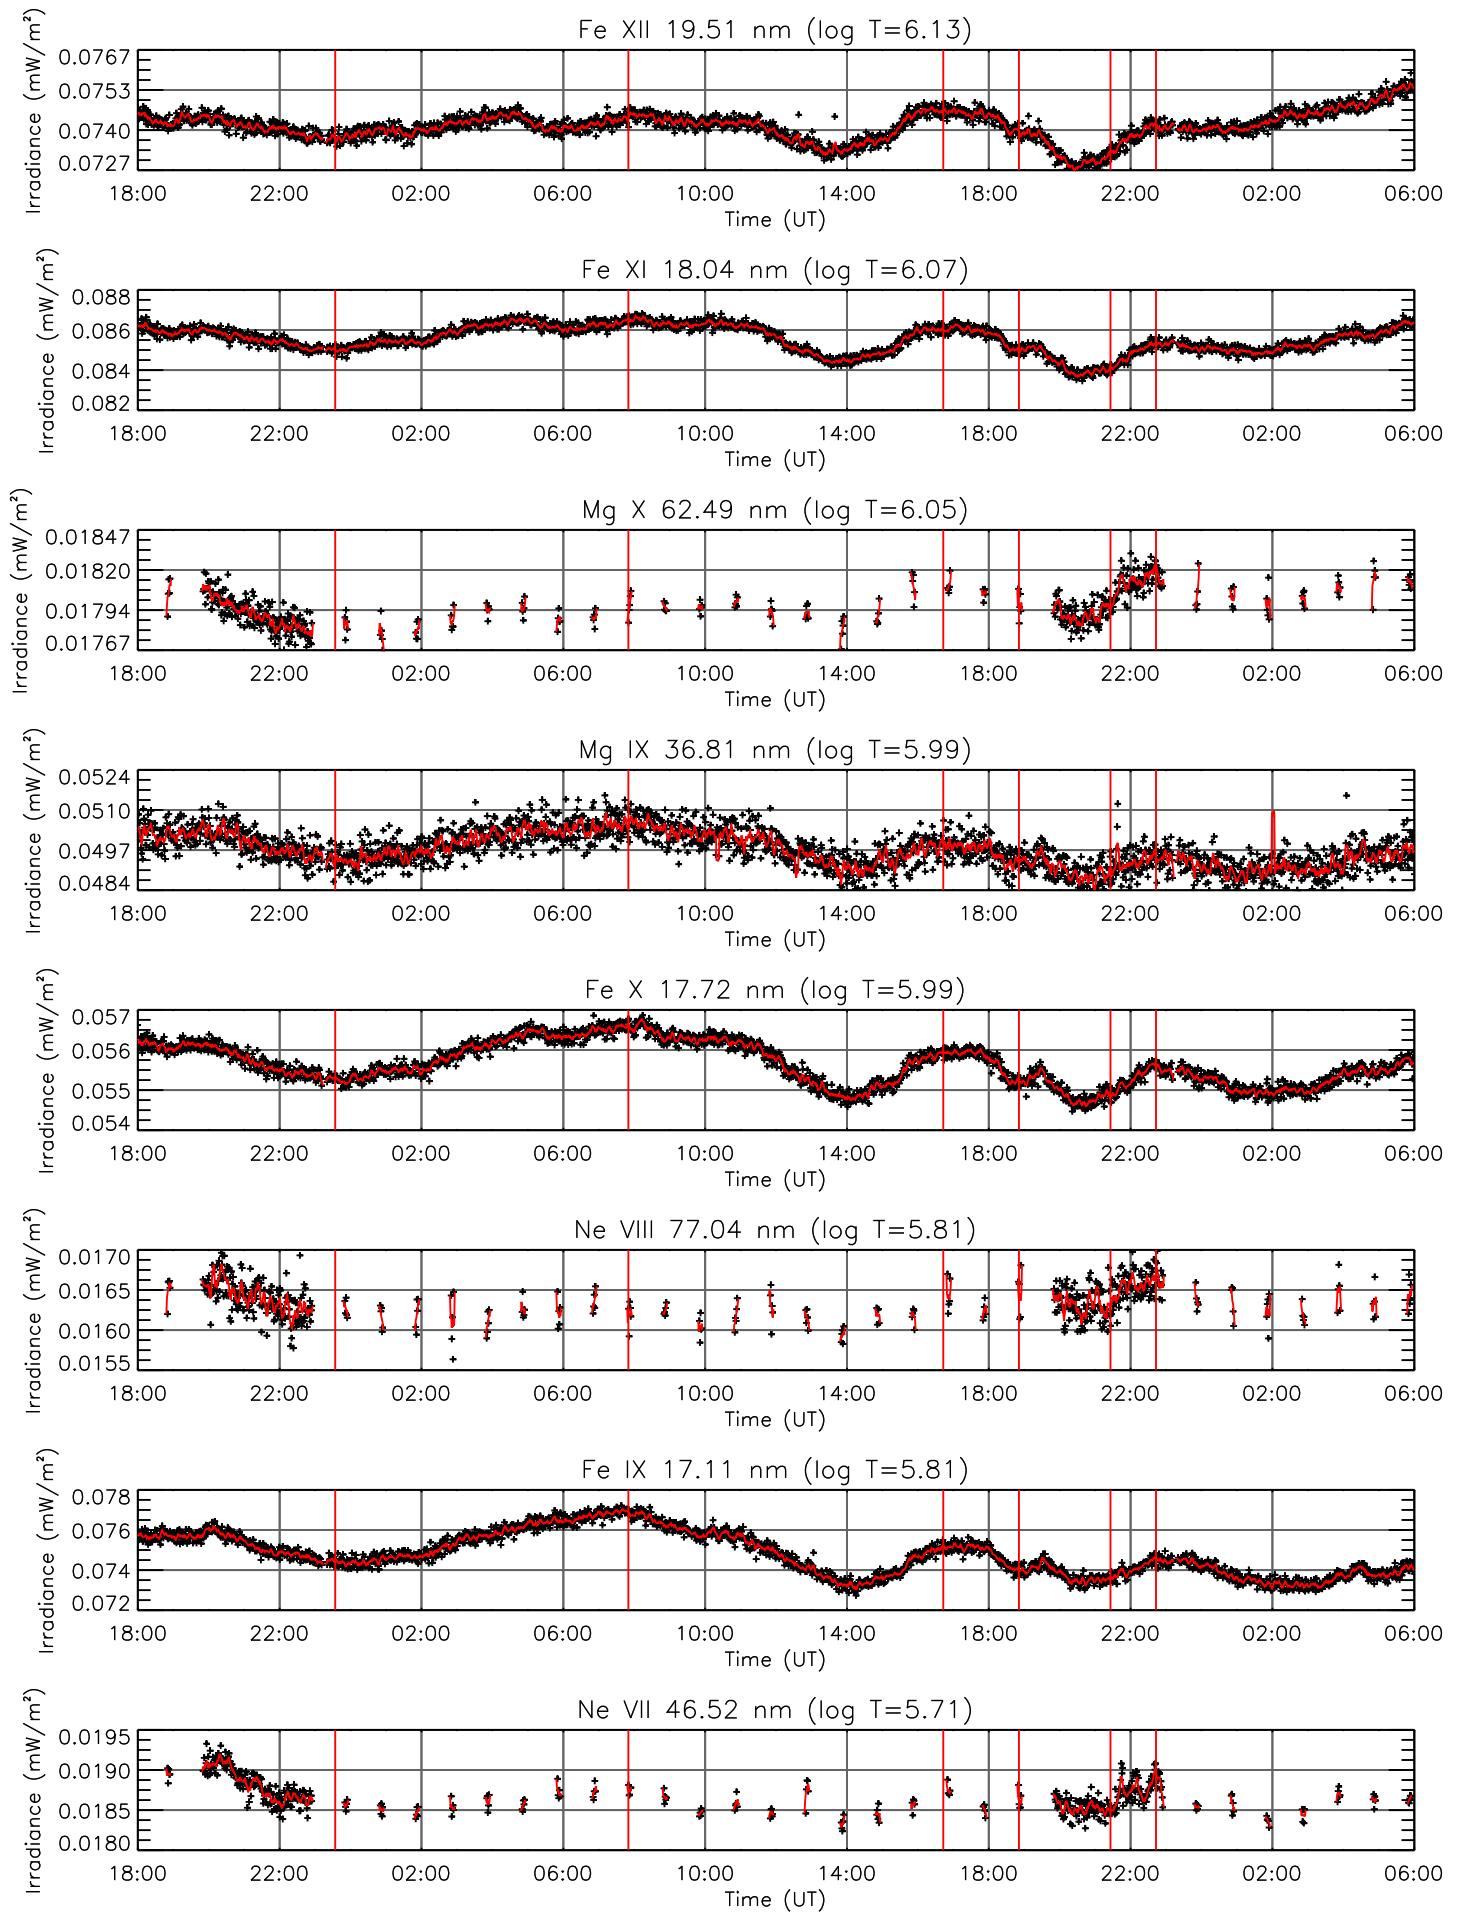 Fe XII 19.51 nm (log T=6.13)
Irradiance (mW/m²)
0.0767
0.0753
0.0740
0.0727
18:00 22:00 02:00 06:00 10:00 14:00 18:00 22:00 02:00 06:00
Time (UT)
Fe XI 18.04 nm (log T=6.07)
Irradiance (mW/m²)
0.088
0.086
0.084
0.082
18:00 22:00 02:00 06:00 10:00 14:00 18:00 22:00 02:00 06:00
Time (UT)
Mg X 62.49 nm (log T=6.05)
Irradiance (mW/m²)
0.01847
0.01820
0.01794
0.01767
18:00 22:00 02:00 06:00 10:00 14:00 18:00 22:00 02:00 06:00
Time (UT)
Mg IX 36.81 nm (log T=5.99)
Irradiance (mW/m²)
0.0524
0.0510
0.0497
0.0484
18:00 22:00 02:00 06:00 10:00 14:00 18:00 22:00 02:00 06:00
Time (UT)
Fe X 17.72 nm (log T=5.99)
Irradiance (mW/m²)
0.057
0.056
0.055
0.054
18:00 22:00 02:00 06:00 10:00 14:00 18:00 22:00 02:00 06:00
Time (UT)
Ne VIII 77.04 nm (log T=5.81)
Irradiance (mW/m²)
0.0170
0.0165
0.0160
0.0155
18:00 22:00 02:00 06:00 10:00 14:00 18:00 22:00 02:00 06:00
Time (UT)
Fe IX 17.11 nm (log T=5.81)
Irradiance (mW/m²)
0.078
0.076
0.074
0.072
18:00 22:00 02:00 06:00 10:00 14:00 18:00 22:00 02:00 06:00
Time (UT)
Ne VII 46.52 nm (log T=5.71)
Irradiance (mW/m²)
0.0195
0.0190
0.0185
0.0180
18:00 22:00 02:00 06:00 10:00 14:00 18:00 22:00 02:00 06:00
Time (UT)